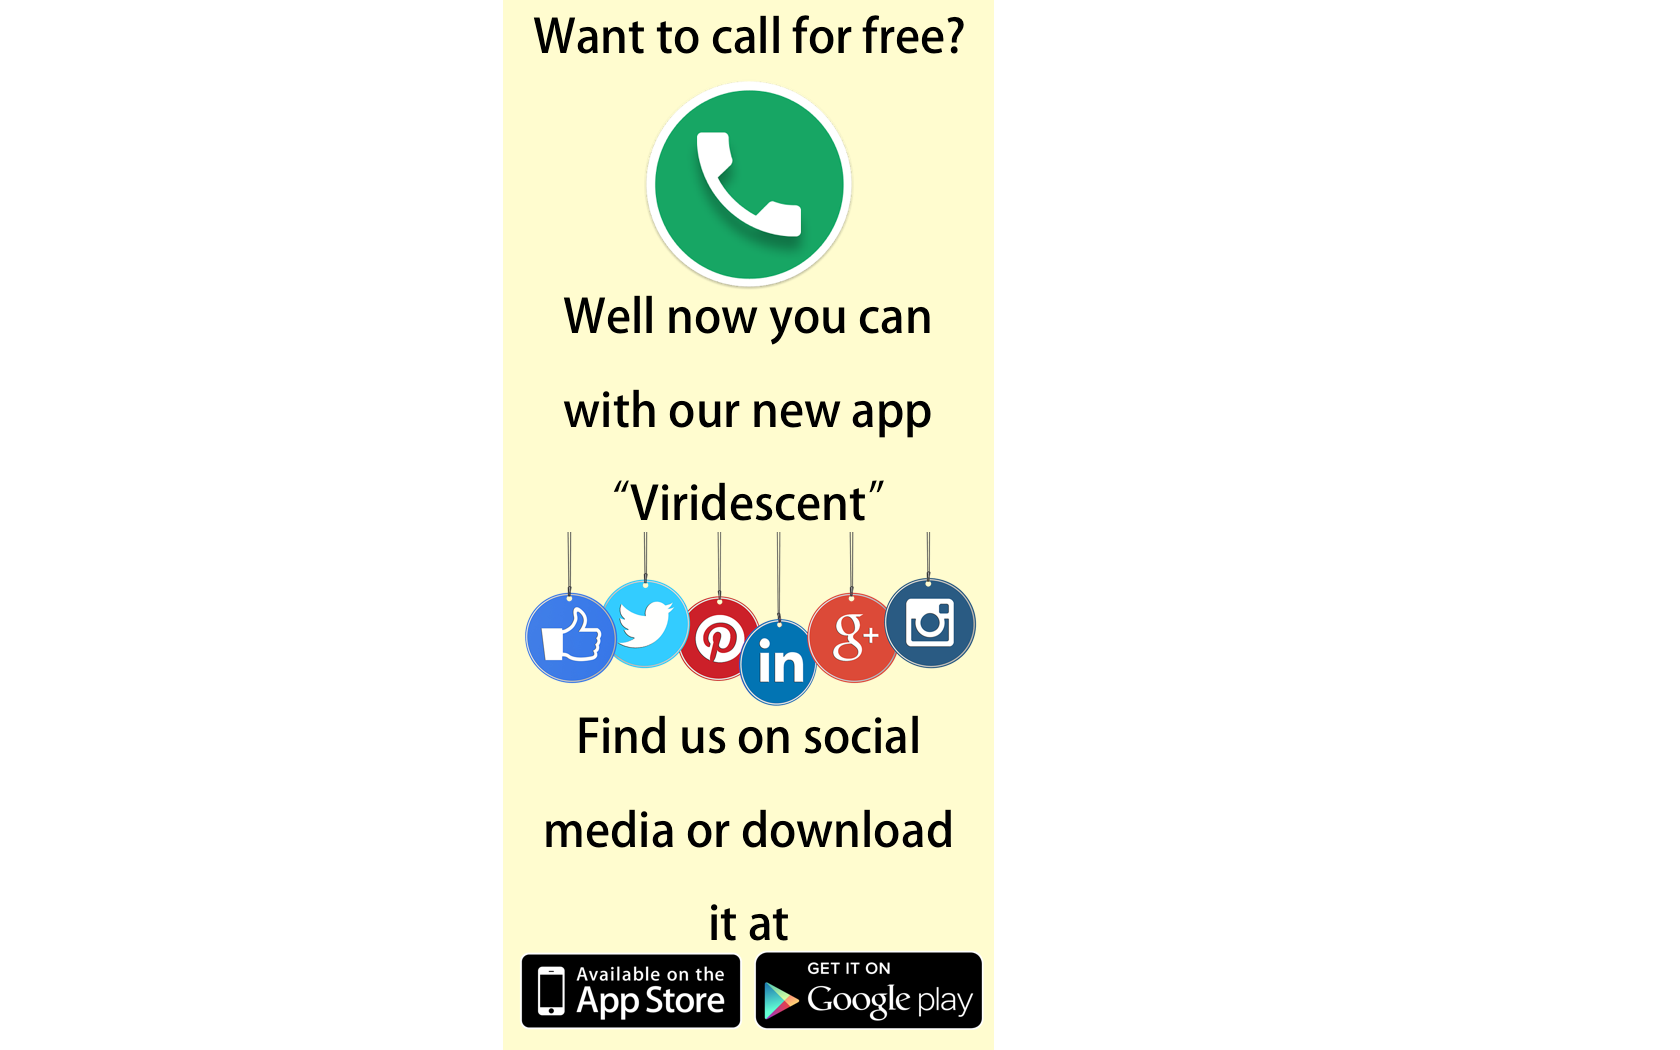 Want to call for free?
Well now you can
with our new app
“Viridescent”
in
g+
Find us on social
media or download
it at
Available on the
App Store
GET IT ON
Google play